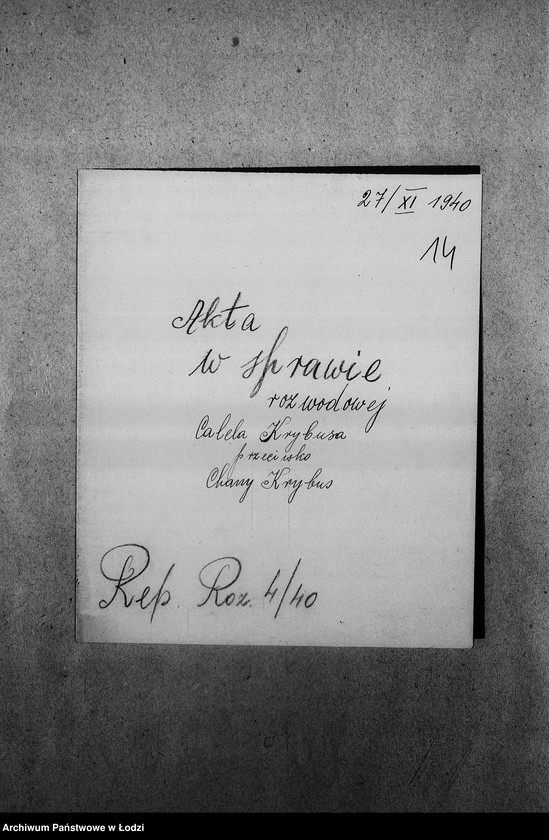 27/XI 1940
14
Akta
w sprawie
rozwodowej
Calela Krybusa
przeciwko
Chany Krybus
Rep. Roz. 4/40
Archiwum Państwowe w Łodzi